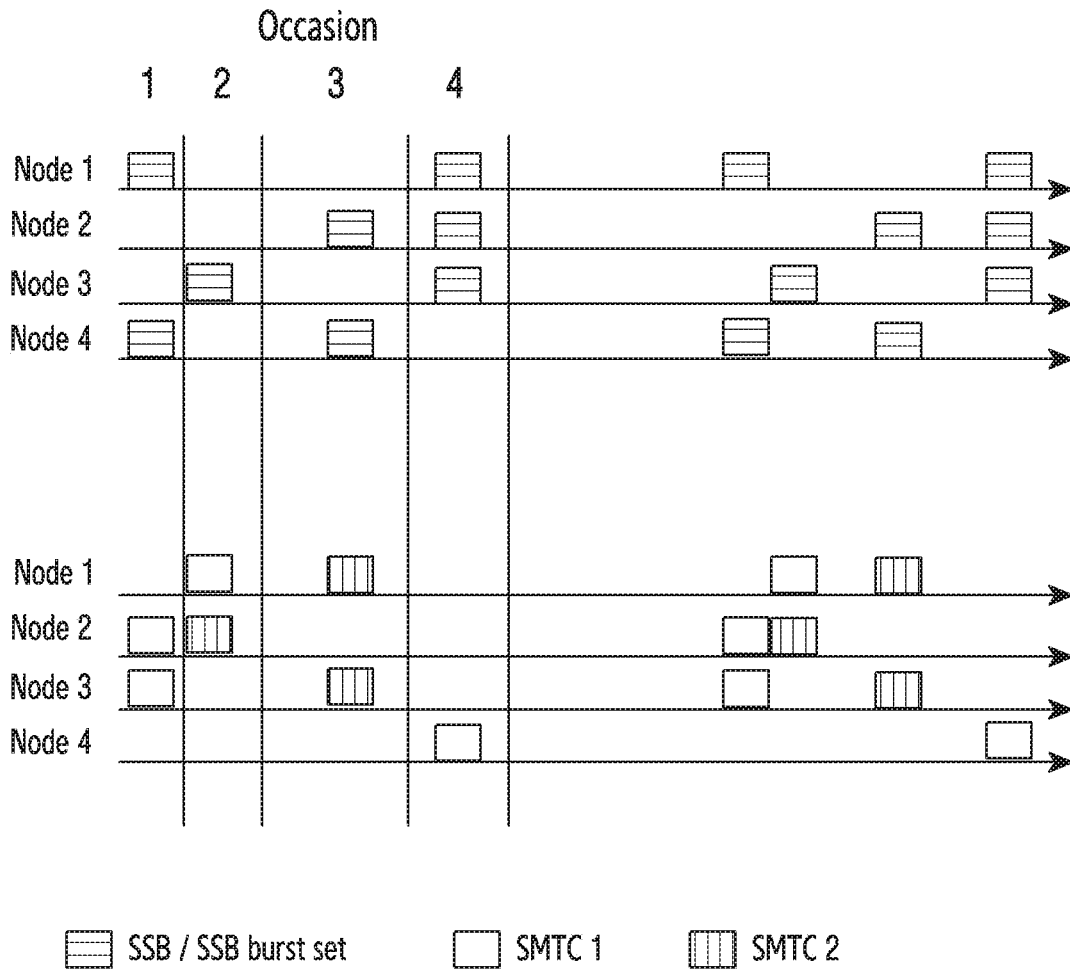 Occasion
1 2 3 4
Node 1
Node 2
Node 3
Node 4
Node 1
Node 2
Node 3
Node 4
SSB / SSB burst set SMTC 1 SMTC 2